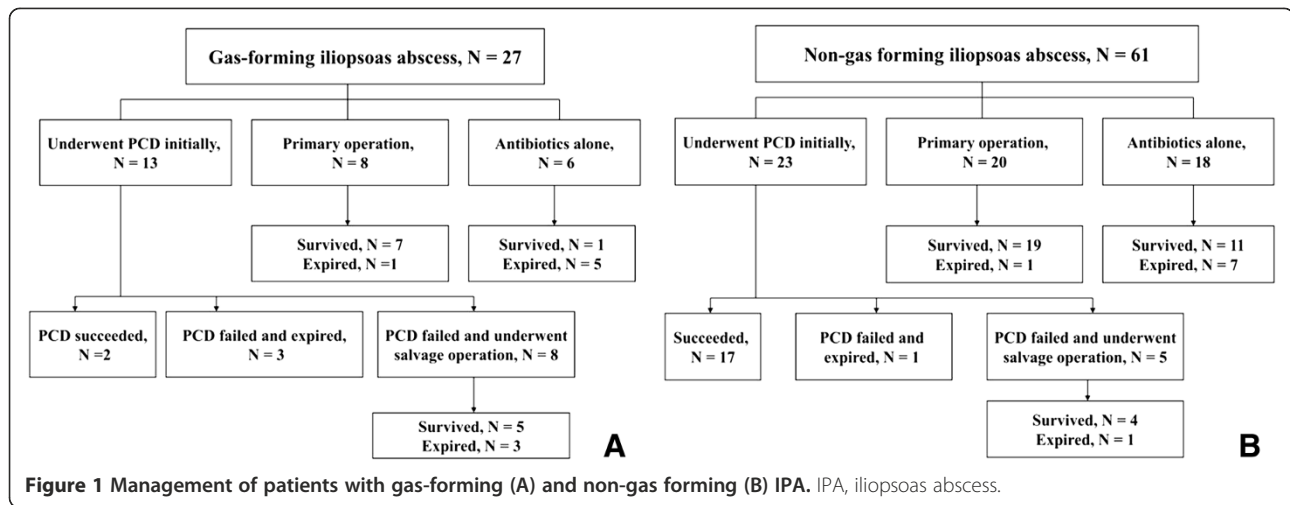 Gas-forming iliopsoas abscess, N = 27
Underwent PCD initially,
N = 13
Primary operation,
N = 8
Antibiotics alone,
N = 6
Survived, N = 7
Expired, N =1
Survived, N = 1
Expired, N = 5
PCD succeeded,
N =2
PCD failed and expired,
N = 3
PCD failed and underwent
salvage operation, N = 8
Survived, N = 5
Expired, N = 3
A
Non-gas forming iliopsoas abscess, N = 61
Underwent PCD initially,
N = 23
Primary operation,
N = 20
Antibiotics alone,
N = 18
Survived, N = 19
Expired, N = 1
Survived, N = 11
Expired, N = 7
Succeeded,
N = 17
PCD failed and
expired, N = 1
PCD failed and underwent
salvage operation, N = 5
Survived, N = 4
Expired, N = 1
B
Figure 1 Management of patients with gas-forming (A) and non-gas forming (B) IPA. IPA, iliopsoas abscess.